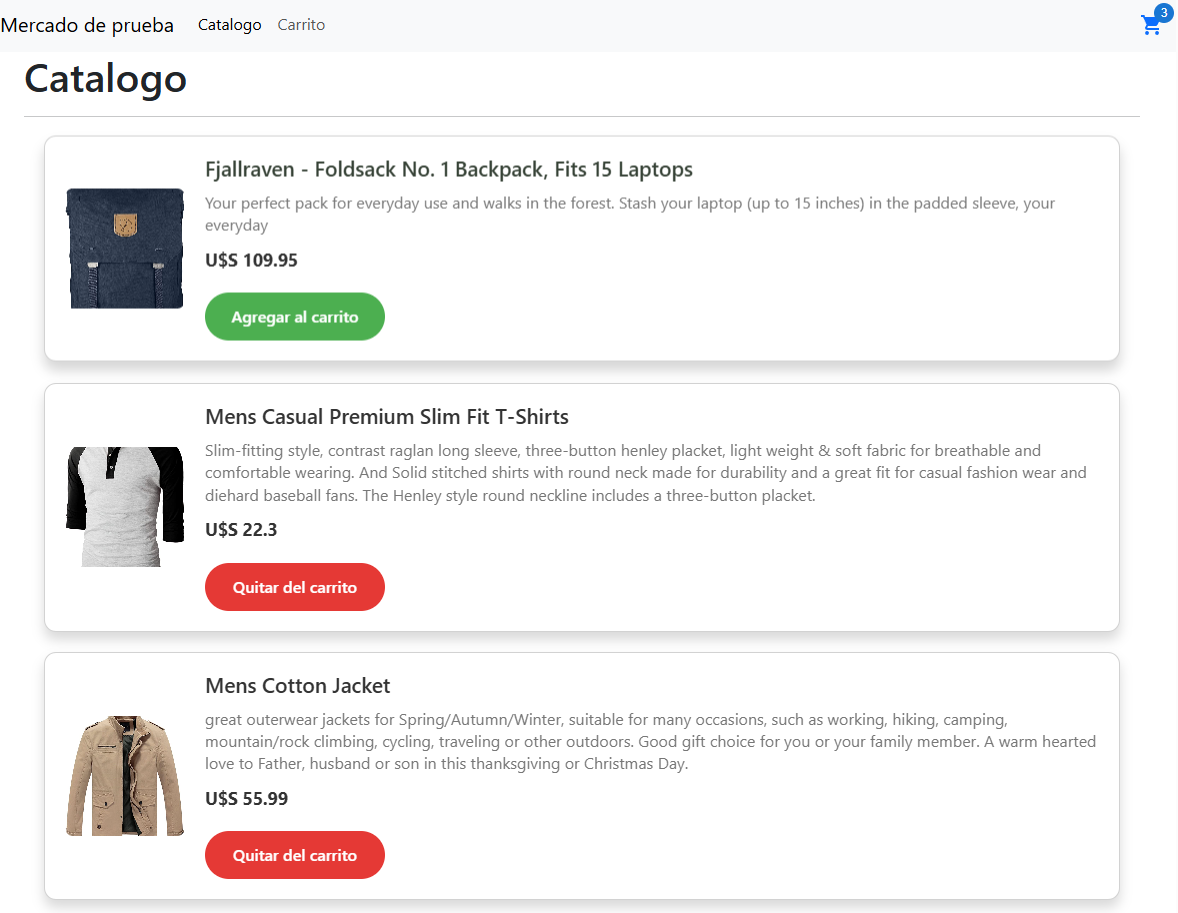 Mercado de prueba Catalogo Carrito 3
Catalogo
Fjallraven - Foldsack No. 1 Backpack, Fits 15 Laptops
Your perfect pack for everyday use and walks in the forest. Stash your laptop (up to 15 inches) in the padded sleeve, your
everyday
U$S 109.95
Agregar al carrito
Mens Casual Premium Slim Fit T-Shirts
Slim-fitting style, contrast raglan long sleeve, three-button henley placket, light weight & soft fabric for breathable and
comfortable wearing. And Solid stitched shirts with round neck made for durability and a great fit for casual fashion wear and
diehard baseball fans. The Henley style round neckline includes a three-button placket.
U$S 22.3
Quitar del carrito
Mens Cotton Jacket
great outerwear jackets for Spring/Autumn/Winter, suitable for many occasions, such as working, hiking, camping,
mountain/rock climbing, cycling, traveling or other outdoors. Good gift choice for you or your family member. A warm hearted
love to Father, husband or son in this thanksgiving or Christmas Day.
U$S 55.99
Quitar del carrito